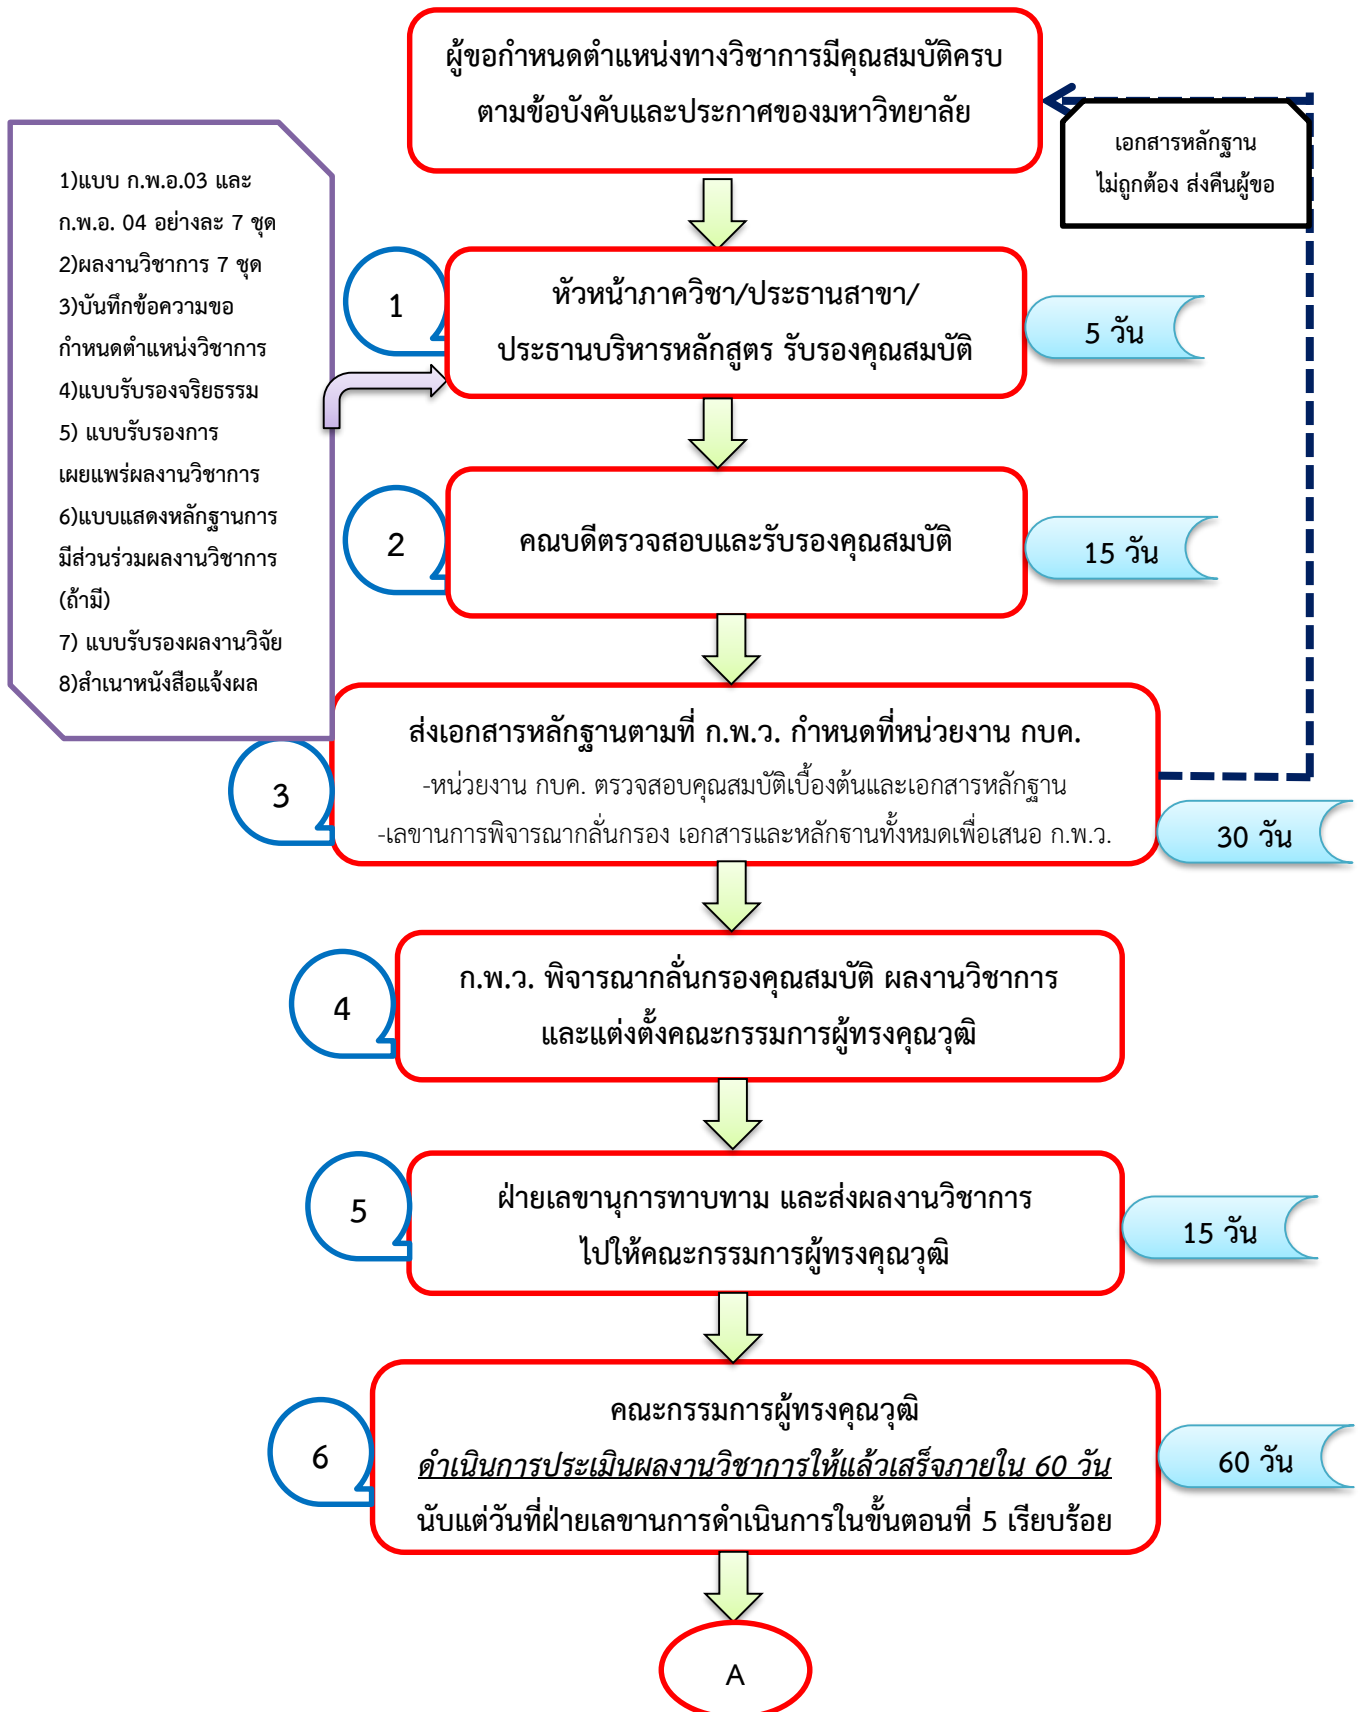 ผู้ขอกำหนดตำแหน่งทางวิชาการมีคุณสมบัติครบ
ตามข้อบังคับและประกาศของมหาวิทยาลัย
เอกสารหลักฐาน
ไม่ถูกต้อง ส่งคืนผู้ขอ
1)แบบ ก.พ.อ.03 และ
ก.พ.อ. 04 อย่างละ 7 ชุด
2)ผลงานวิชาการ 7 ชุด
3)บันทึกข้อความขอ
กำหนดตำแหน่งวิชาการ
4)แบบรับรองจริยธรรม
5) แบบรับรองการ
เผยแพร่ผลงานวิชาการ
6)แบบแสดงหลักฐานการ
มีส่วนร่วมผลงานวิชาการ
(ถ้ามี)
7) แบบรับรองผลงานวิจัย
8)สำเนาหนังสือแจ้งผล
1
หัวหน้าภาควิชา/ประธานสาขา/
ประธานบริหารหลักสูตร รับรองคุณสมบัติ
5 วัน
2
คณบดีตรวจสอบและรับรองคุณสมบัติ
15 วัน
3
ส่งเอกสารหลักฐานตามที่ ก.พ.ว. กำหนดที่หน่วยงาน กบค.
-หน่วยงาน กบค. ตรวจสอบคุณสมบัติเบื้องต้นและเอกสารหลักฐาน
-เลขานการพิจารณากลั่นกรอง เอกสารและหลักฐานทั้งหมดเพื่อเสนอ ก.พ.ว.
30 วัน
4
ก.พ.ว. พิจารณากลั่นกรองคุณสมบัติ ผลงานวิชาการ
และแต่งตั้งคณะกรรมการผู้ทรงคุณวุฒิ
5
ฝ่ายเลขานุการทาบทาม และส่งผลงานวิชาการ
ไปให้คณะกรรมการผู้ทรงคุณวุฒิ
15 วัน
6
คณะกรรมการผู้ทรงคุณวุฒิ
ดำเนินการประเมินผลงานวิชาการให้แล้วเสร็จภายใน 60 วัน
นับแต่วันที่ฝ่ายเลขานการดำเนินการในขั้นตอนที่ 5 เรียบร้อย
60 วัน
A